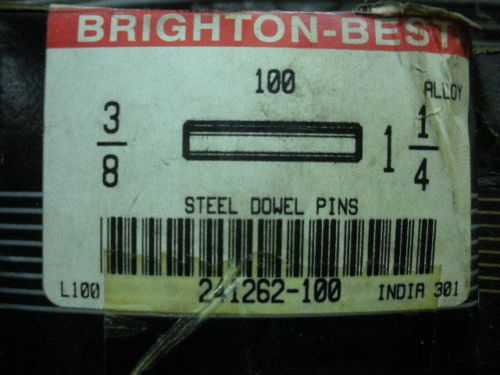 BRIGHTON-BEST
100
ALLOY
3/8
1 1/4
STEEL DOWEL PINS
L100 241262-100 INDIA 301